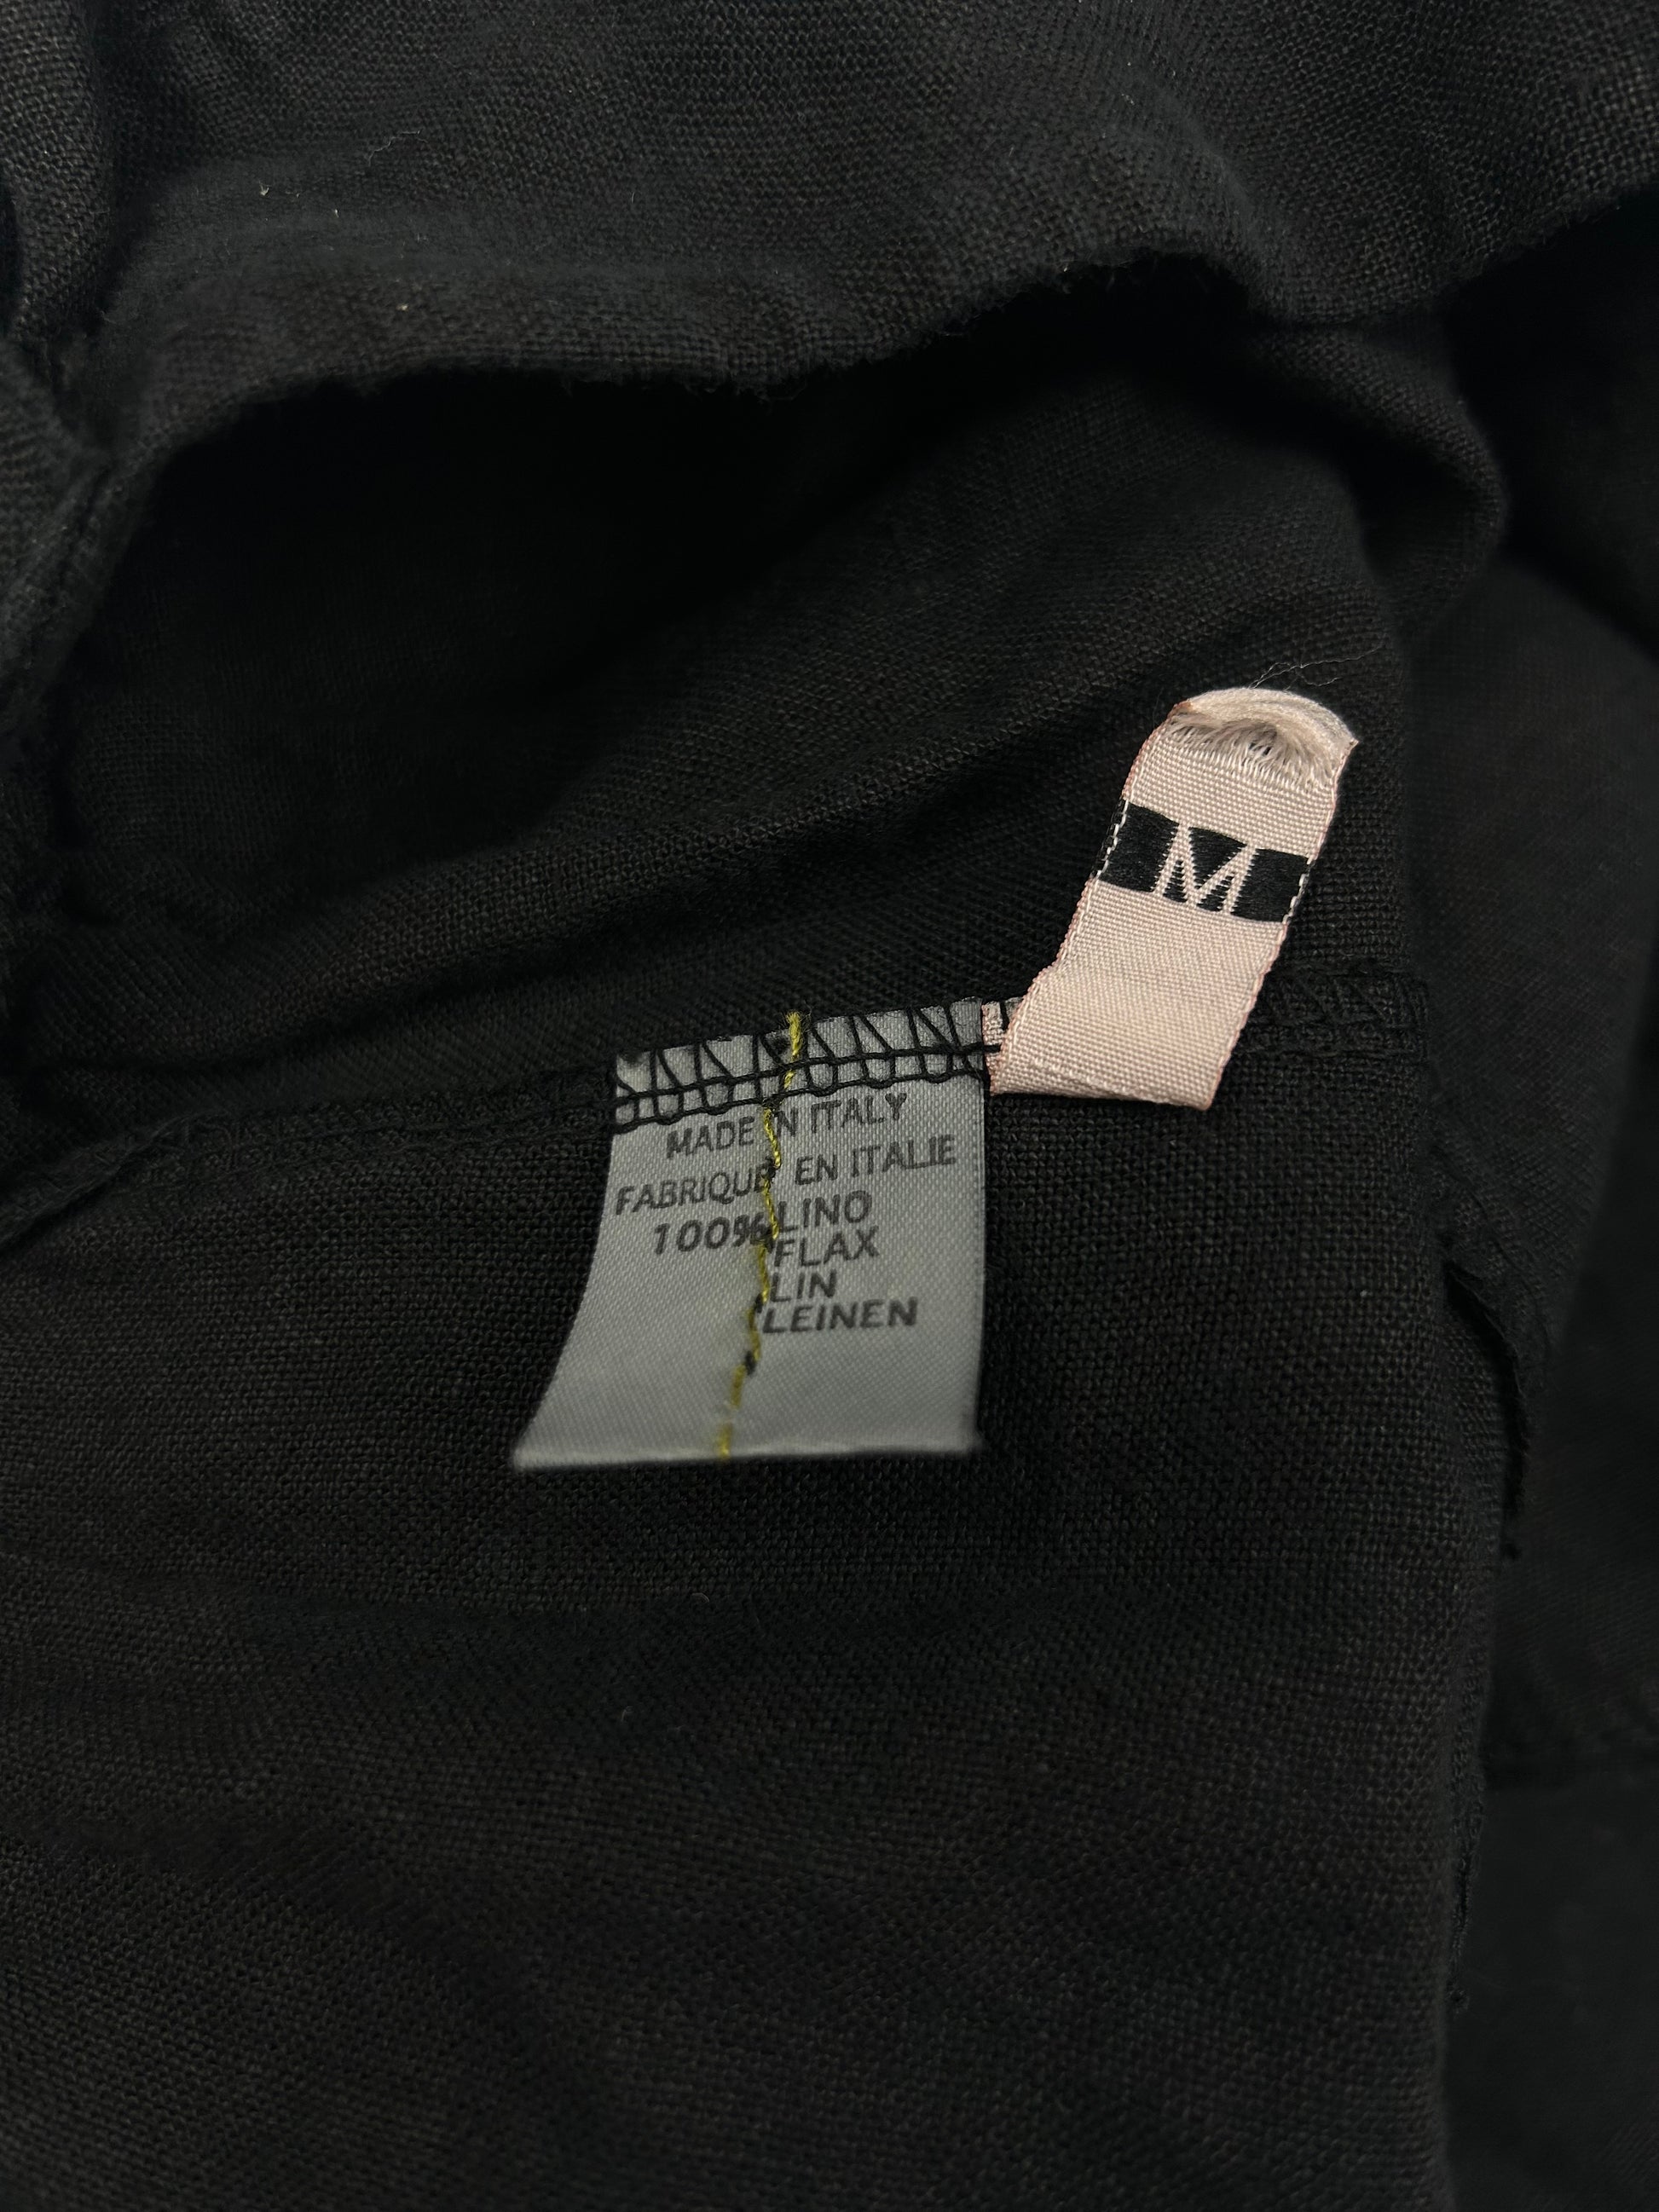 M
MADE IN ITALY
FABRIQUE EN ITALIE
100% LINO
FLAX
LIN
LEINEN